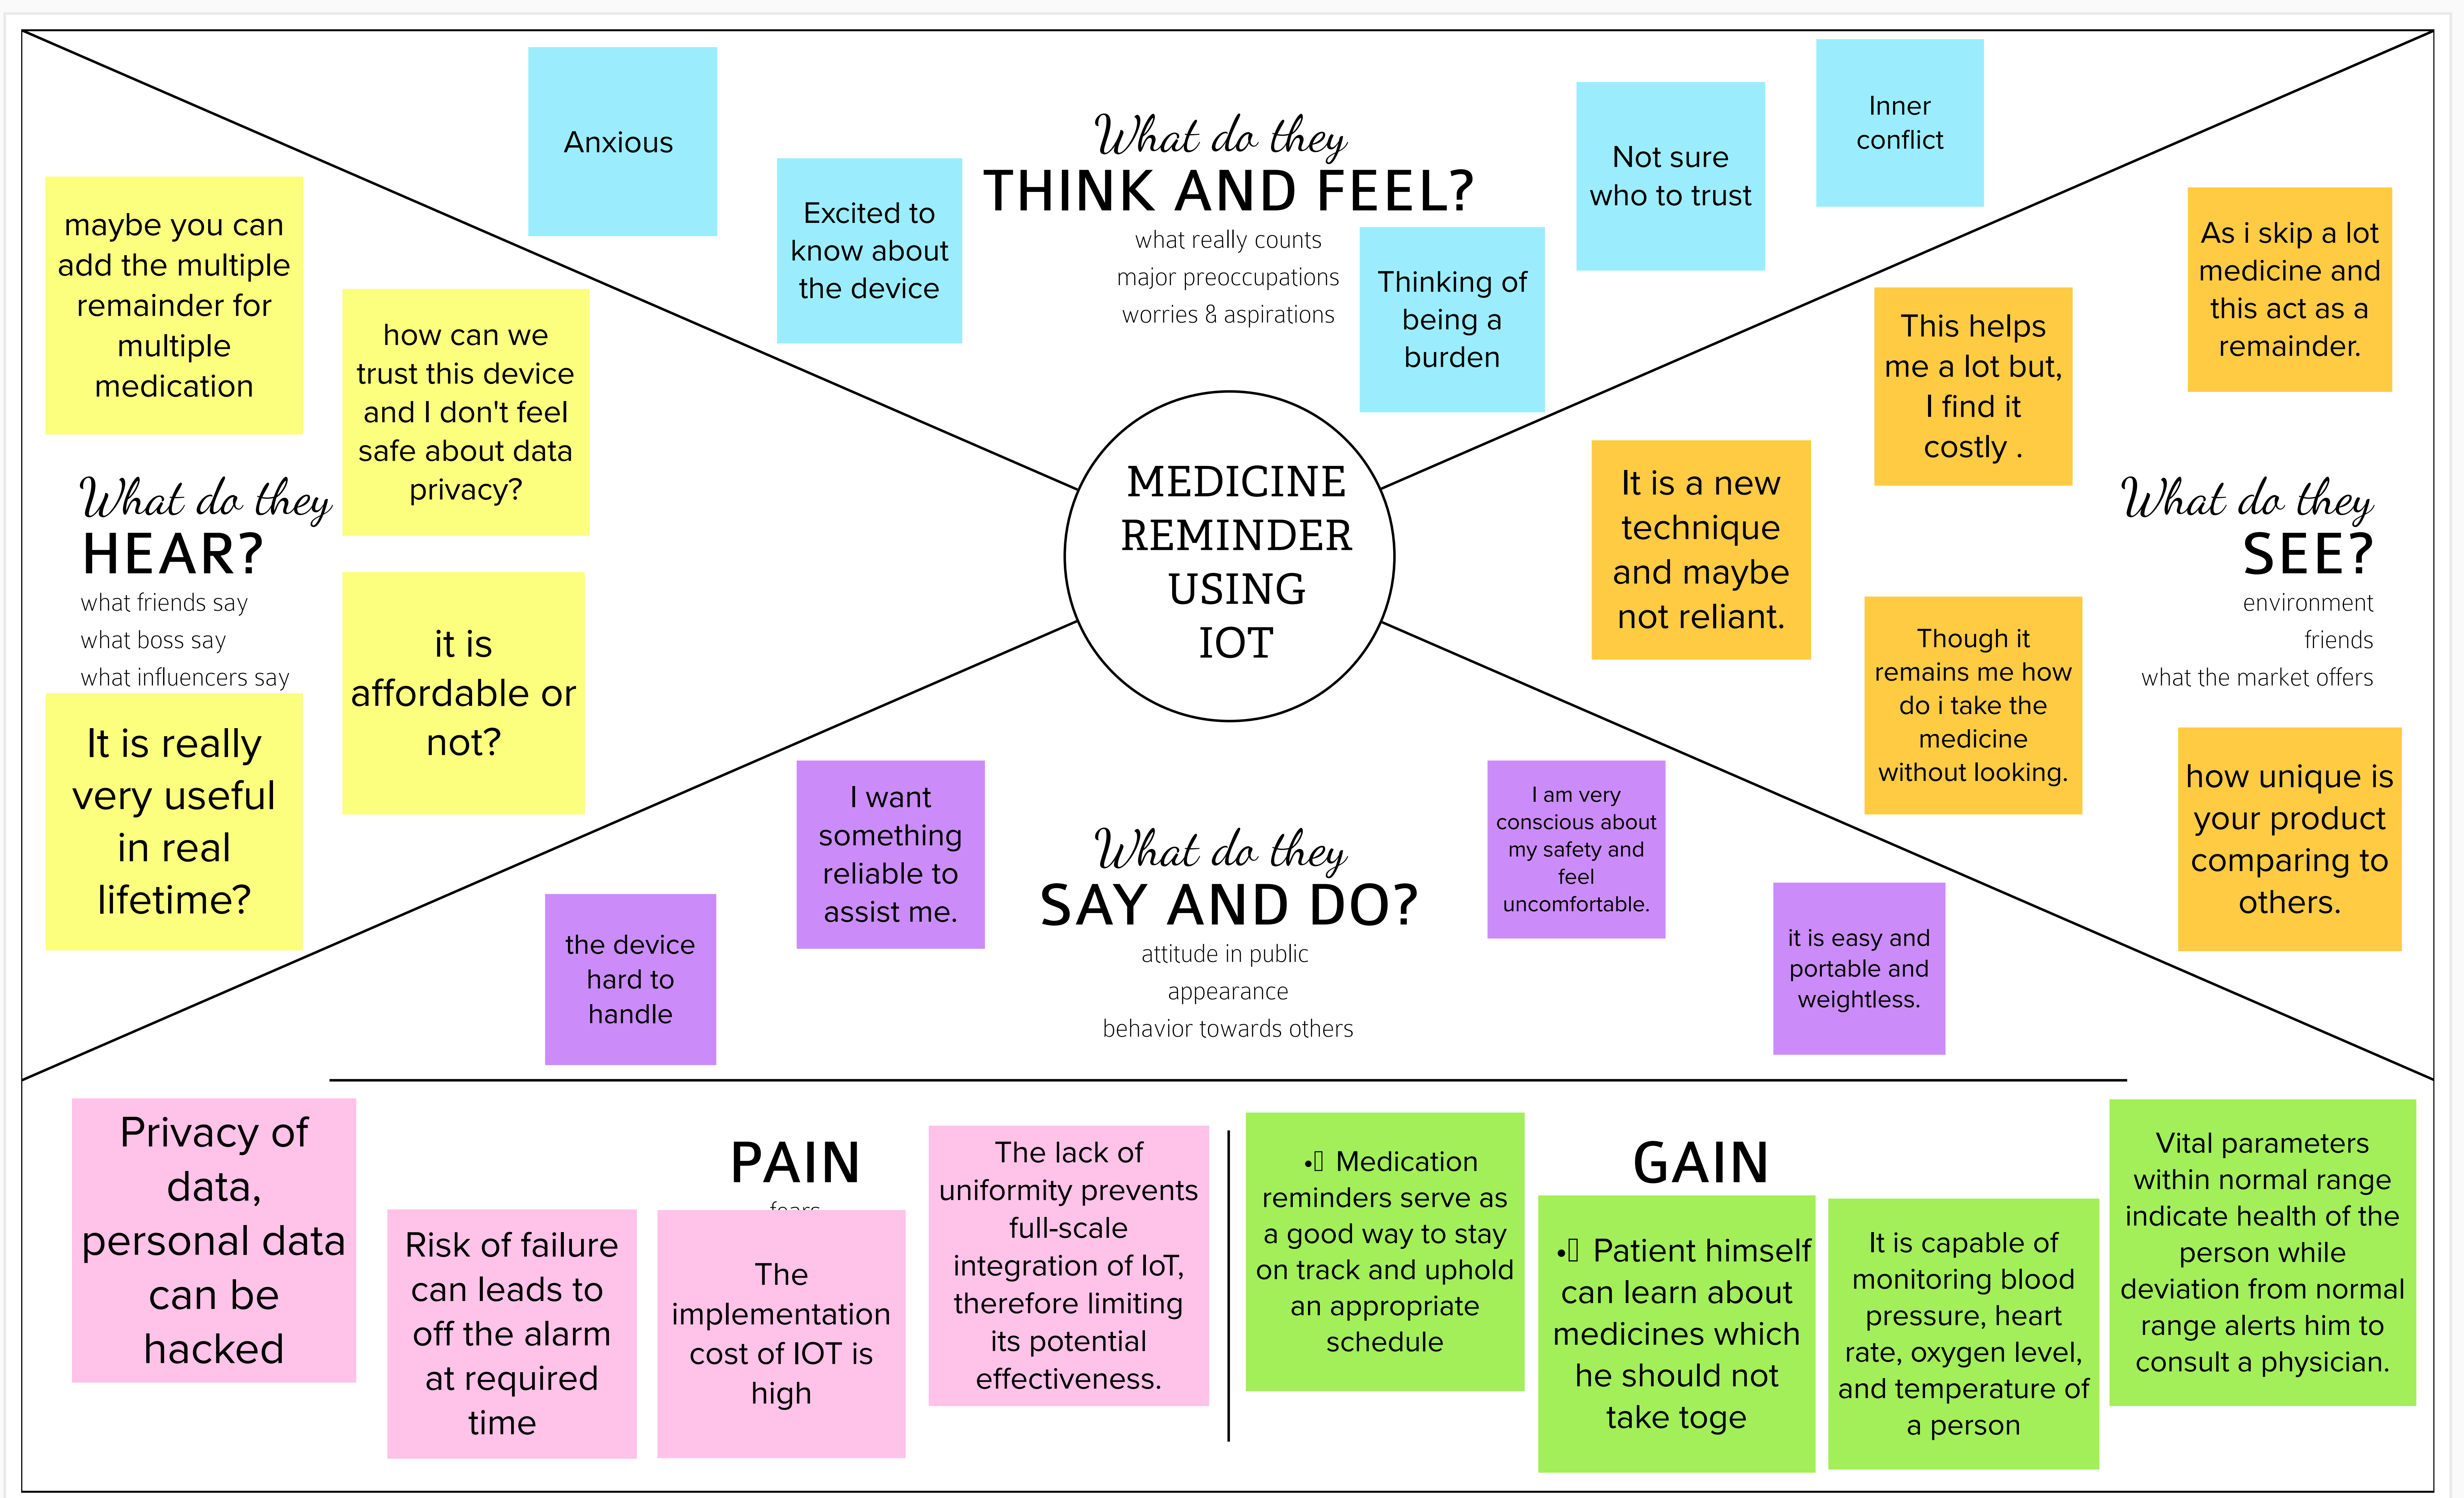 What do they
THINK AND FEEL?
what really counts
major preoccupations
worries & aspirations
Anxious
Excited to
know about
the device
Thinking of
being a
burden
Not sure
who to trust
Inner
conflict
maybe you can
add the multiple
remainder for
multiple
medication
how can we
trust this device
and I don't feel
safe about data
privacy?
What do they
HEAR?
what friends say
what boss say
what influencers say
it is
affordable or
not?
It is really
very useful
in real
lifetime?
MEDICINE
REMINDER
USING
IOT
As i skip a lot
medicine and
this act as a
remainder.
This helps
me a lot but,
I find it
costly .
It is a new
technique
and maybe
not reliant.
What do they
SEE?
environment
friends
what the market offers
Though it
remains me how
do i take the
medicine
without looking.
how unique is
your product
comparing to
others.
What do they
SAY AND DO?
attitude in public
appearance
behavior towards others
I want
something
reliable to
assist me.
the device
hard to
handle
I am very
conscious about
my safety and
feel
uncomfortable.
it is easy and
portable and
weightless.
PAIN
fears
Privacy of
data,
personal data
can be
hacked
Risk of failure
can leads to
off the alarm
at required
time
The
implementation
cost of IOT is
high
The lack of
uniformity prevents
full-scale
integration of IoT,
therefore limiting
its potential
effectiveness.
GAIN
• Medication
reminders serve as
a good way to stay
on track and uphold
an appropriate
schedule
• Patient himself
can learn about
medicines which
he should not
take toge
It is capable of
monitoring blood
pressure, heart
rate, oxygen level,
and temperature of
a person
Vital parameters
within normal range
indicate health of the
person while
deviation from normal
range alerts him to
consult a physician.